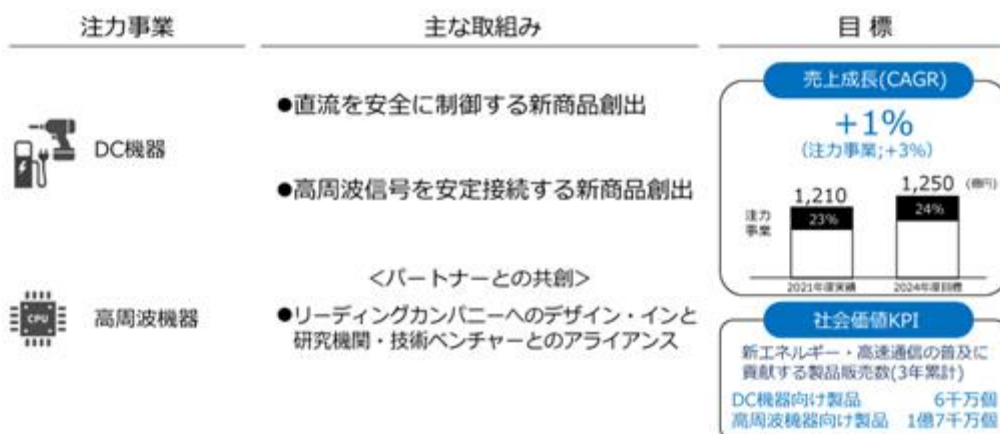 注力事業
主な取組み
目標
DC機器
●直流を安全に制御する新商品創出
●高周波信号を安定接続する新商品創出
CPU
高周波機器
<パートナーとの共創>
●リーディングカンパニーへのデザイン・インと
研究機関・技術ベンチャーとのアライアンス
売上成長(CAGR)
+1%
(注力事業;+3%)
1,210
1,250 (億円)
注力
事業
23%
24%
2021年度実績
2024年度目標
社会価値KPI
新エネルギー・高速通信の普及に
貢献する製品販売数(3年累計)
DC機器向け製品 6千万個
高周波機器向け製品 1億7千万個